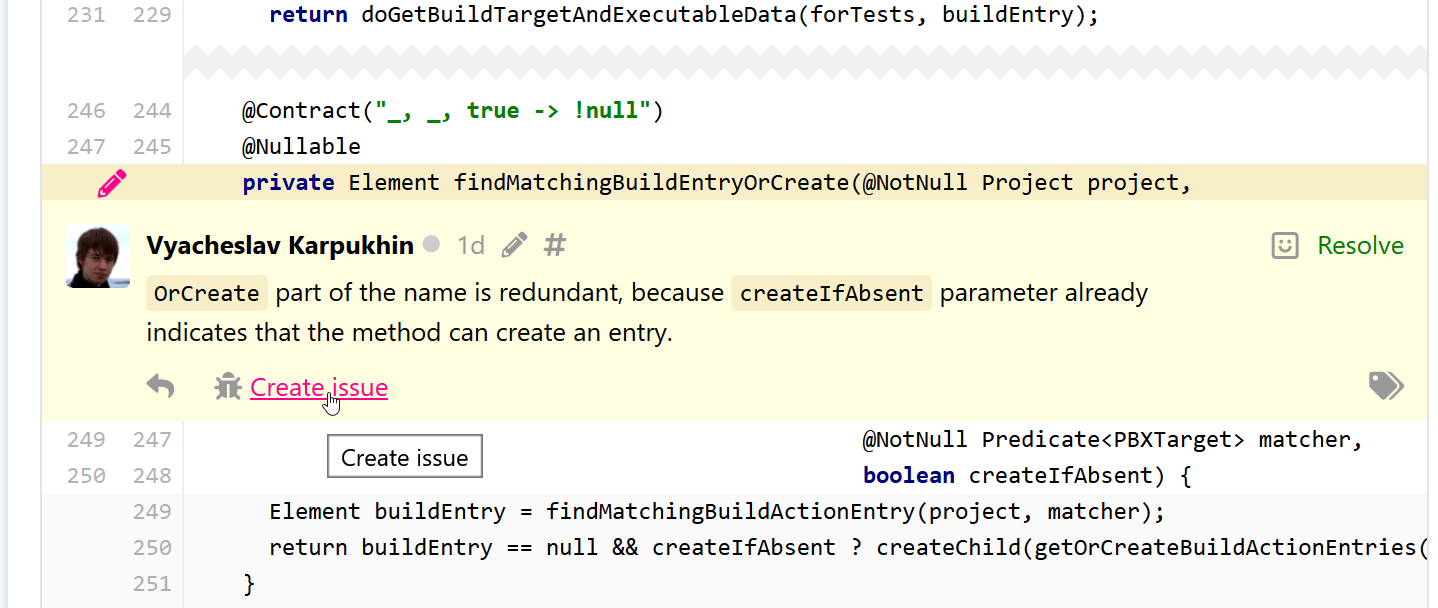 231 229 return doGetBuildTargetAndExecutableData(forTests, buildEntry);
246 244 @Contract("_, _, true -> !null")
247 245 @Nullable
private Element findMatchingBuildEntryOrCreate(@NotNull Project project,
Vyacheslav Karpukhin 1d # Resolve
OrCreate part of the name is redundant, because createIfAbsent parameter already
indicates that the method can create an entry.
Create issue
249 247 @NotNull Predicate<PBXTarget> matcher,
Create issue
250 248 boolean createIfAbsent) {
249 Element buildEntry = findMatchingBuildActionEntry(project, matcher);
250 return buildEntry == null && createIfAbsent ? createChild(getOrCreateBuildActionEntries(
251 }